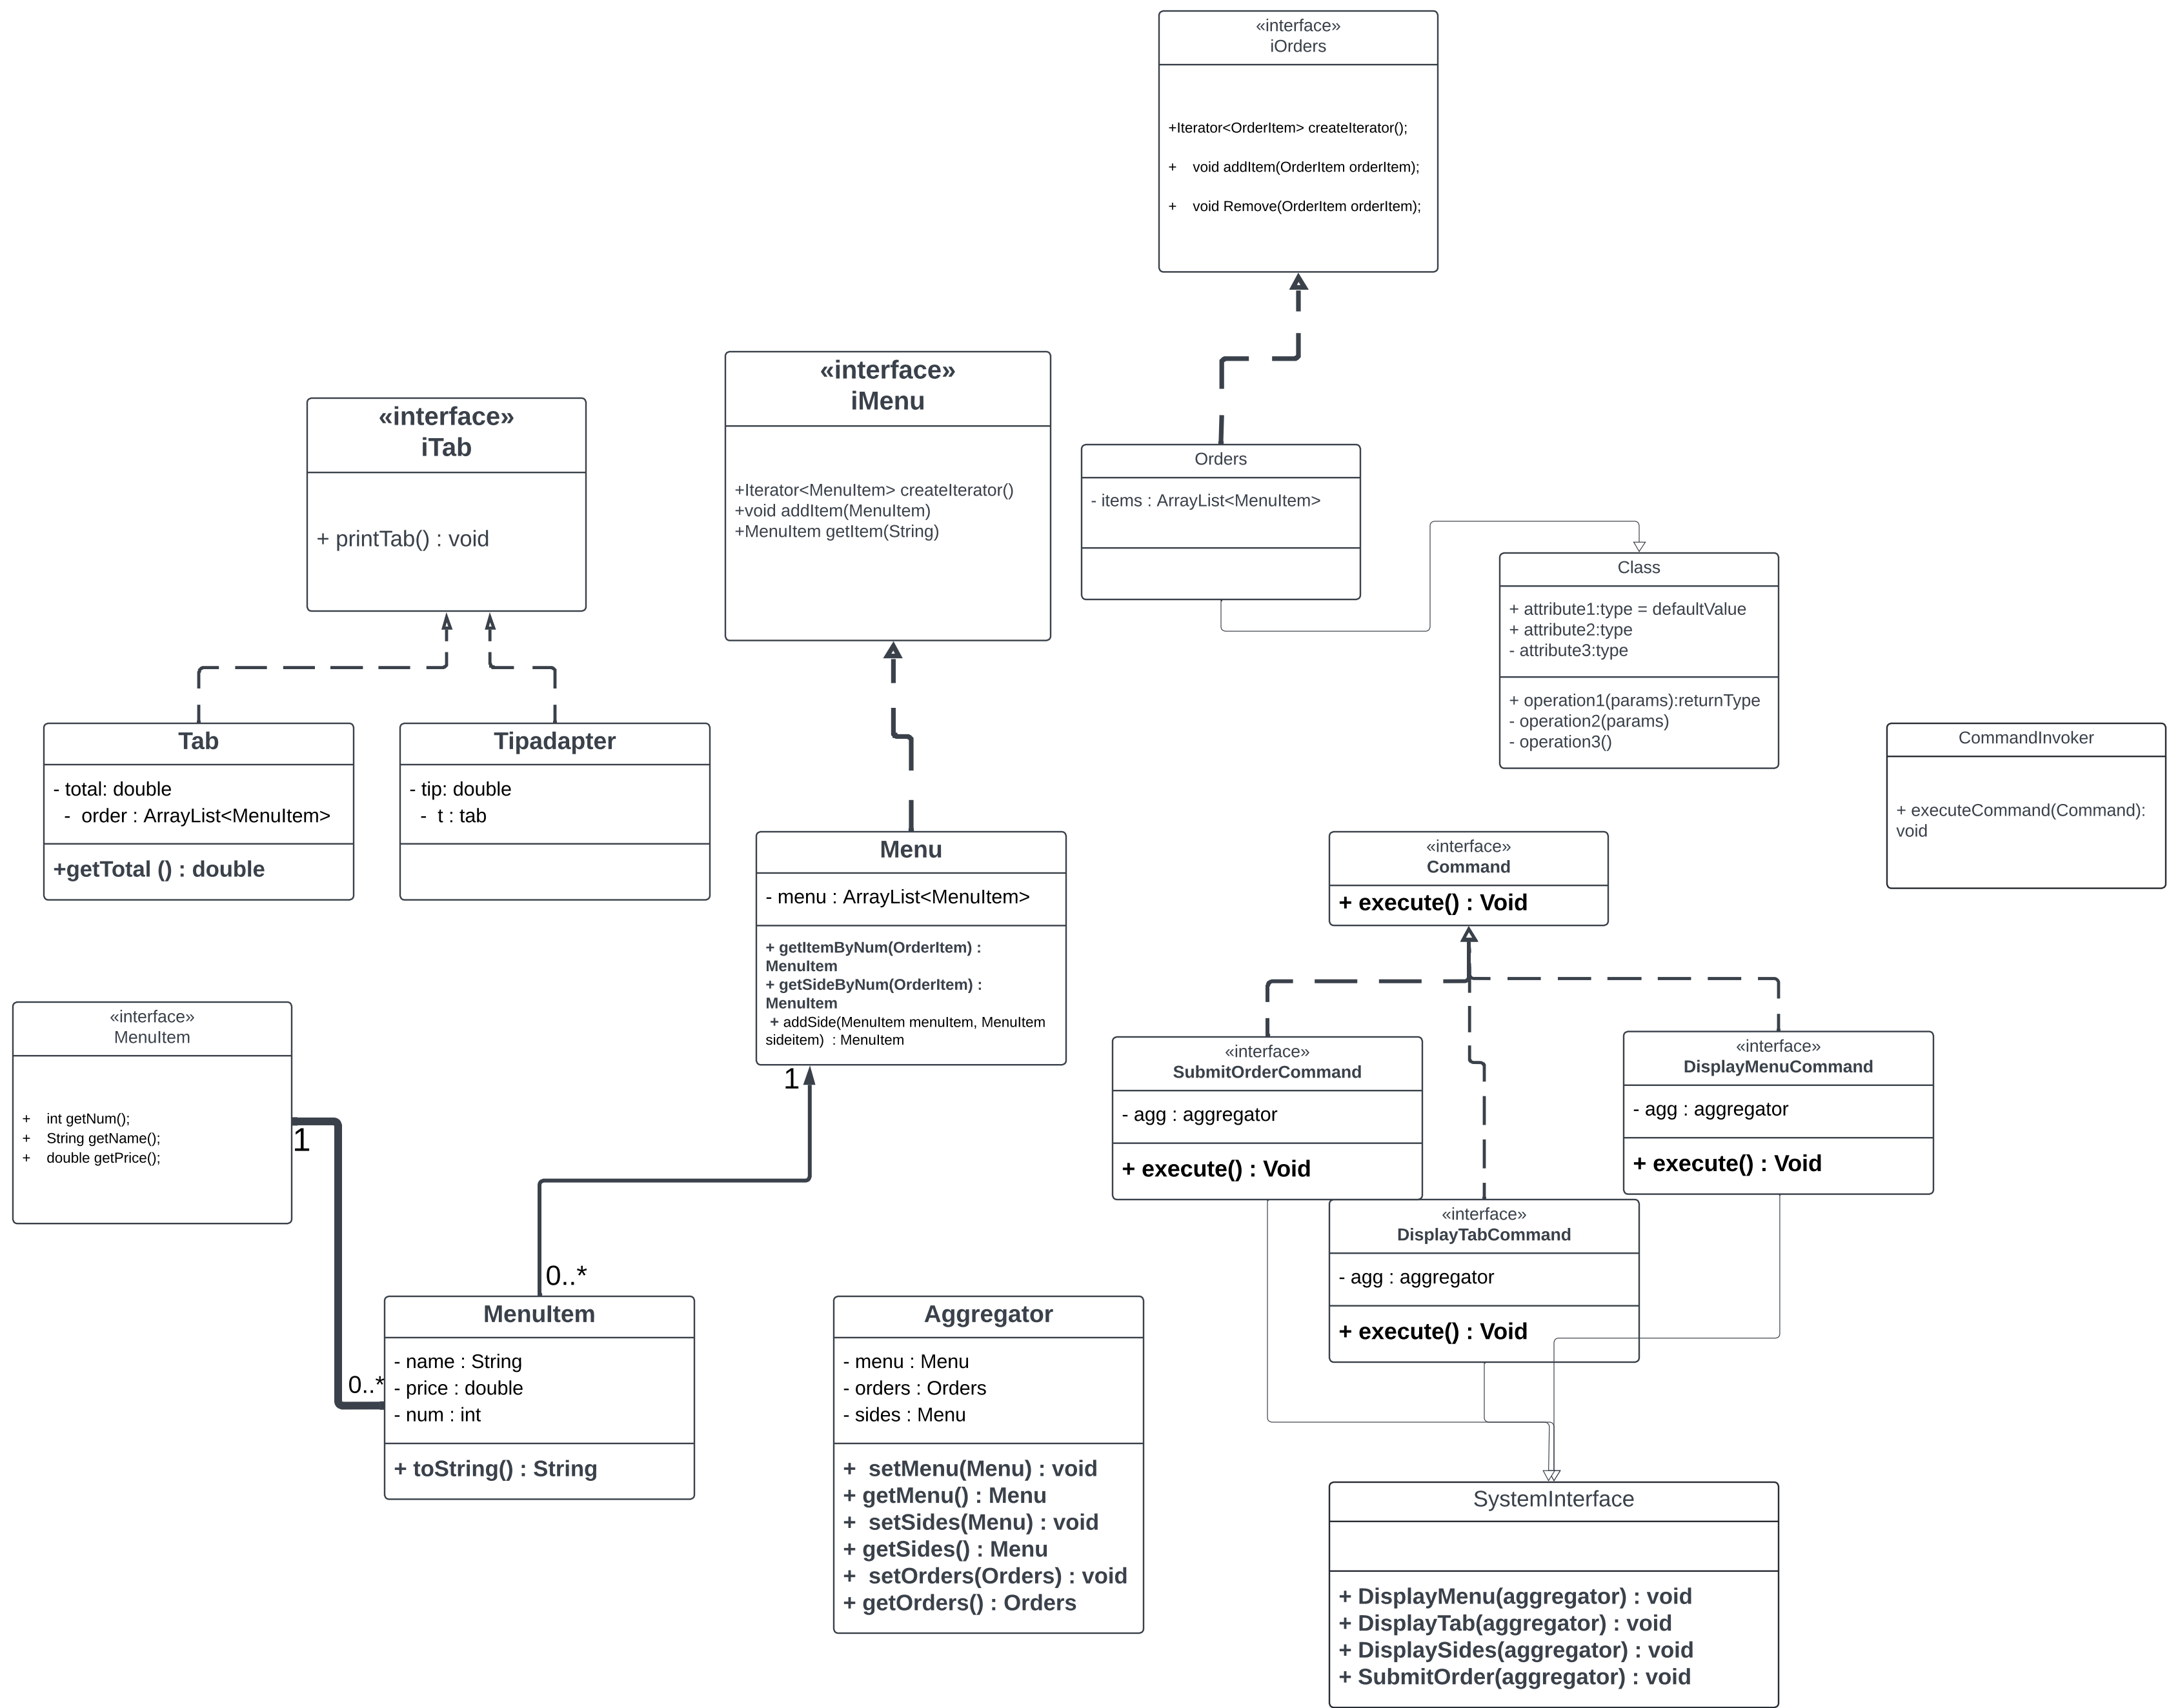 «interface»
iOrders
+Iterator<OrderItem> createIterator();
+    void addItem(OrderItem orderItem);
+    void Remove(OrderItem orderItem);
«interface»
iMenu
+Iterator<MenuItem> createIterator()
+void addItem(MenuItem)
+MenuItem getItem(String)
«interface»
iTab
+ printTab() : void
Orders
- items : ArrayList<MenuItem>
Class
+ attribute1:type = defaultValue
+ attribute2:type
- attribute3:type
+ operation1(params):returnType
- operation2(params)
- operation3()
Tab
- total: double
-  order : ArrayList<MenuItem>
+getTotal () : double
Tipadapter
- tip: double
-  t : tab
CommandInvoker
+ executeCommand(Command):
void
Menu
- menu : ArrayList<MenuItem>
+ getItemByNum(OrderItem) :
MenuItem
+ getSideByNum(OrderItem) :
MenuItem
+ addSide(MenuItem menuItem, MenuItem
sideitem)  : MenuItem
1
«interface»
Command
+ execute() : Void
«interface»
MenuItem
+    int getNum();
+    String getName();
+    double getPrice();
1
«interface»
SubmitOrderCommand
- agg : aggregator
+ execute() : Void
«interface»
DisplayMenuCommand
- agg : aggregator
+ execute() : Void
«interface»
DisplayTabCommand
- agg : aggregator
+ execute() : Void
0..*
0..*
MenuItem
- name : String
- price : double
- num : int
+ toString() : String
Aggregator
- menu : Menu
- orders : Orders
- sides : Menu
+  setMenu(Menu) : void
+ getMenu() : Menu
+  setSides(Menu) : void
+ getSides() : Menu
+  setOrders(Orders) : void
+ getOrders() : Orders
SystemInterface
+ DisplayMenu(aggregator) : void
+ DisplayTab(aggregator) : void
+ DisplaySides(aggregator) : void
+ SubmitOrder(aggregator) : void